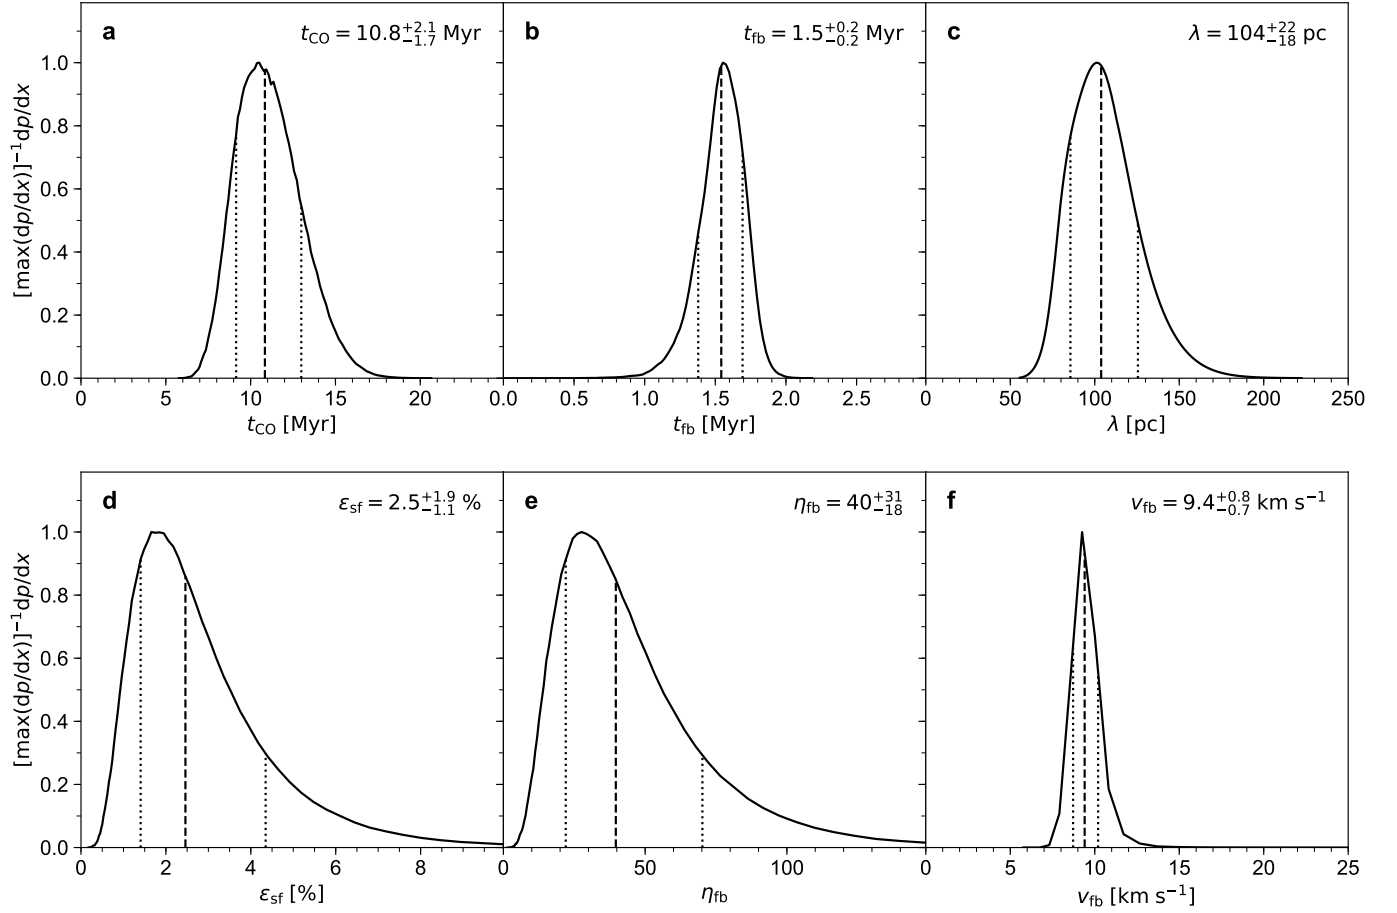 a
t_CO = 10.8^{+2.1}_{−1.7} Myr
b
t_fb = 1.5^{+0.2}_{−0.2} Myr
c
λ = 104^{+22}_{−18} pc
[max(dp/dx)]^{−1}dp/dx
1.0
0.8
0.6
0.4
0.2
0.0
0 5 10 15 20
0.0 0.5 1.0 1.5 2.0 2.5
0 50 100 150 200 250
t_CO [Myr]
t_fb [Myr]
λ [pc]
d
ε_sf = 2.5^{+1.9}_{−1.1} %
e
η_fb = 40^{+31}_{−18}
f
v_fb = 9.4^{+0.8}_{−0.7} km s^{−1}
[max(dp/dx)]^{−1}dp/dx
1.0
0.8
0.6
0.4
0.2
0.0
0 2 4 6 8
0 50 100
0 5 10 15 20 25
ε_sf [%]
η_fb
v_fb [km s^{−1}]